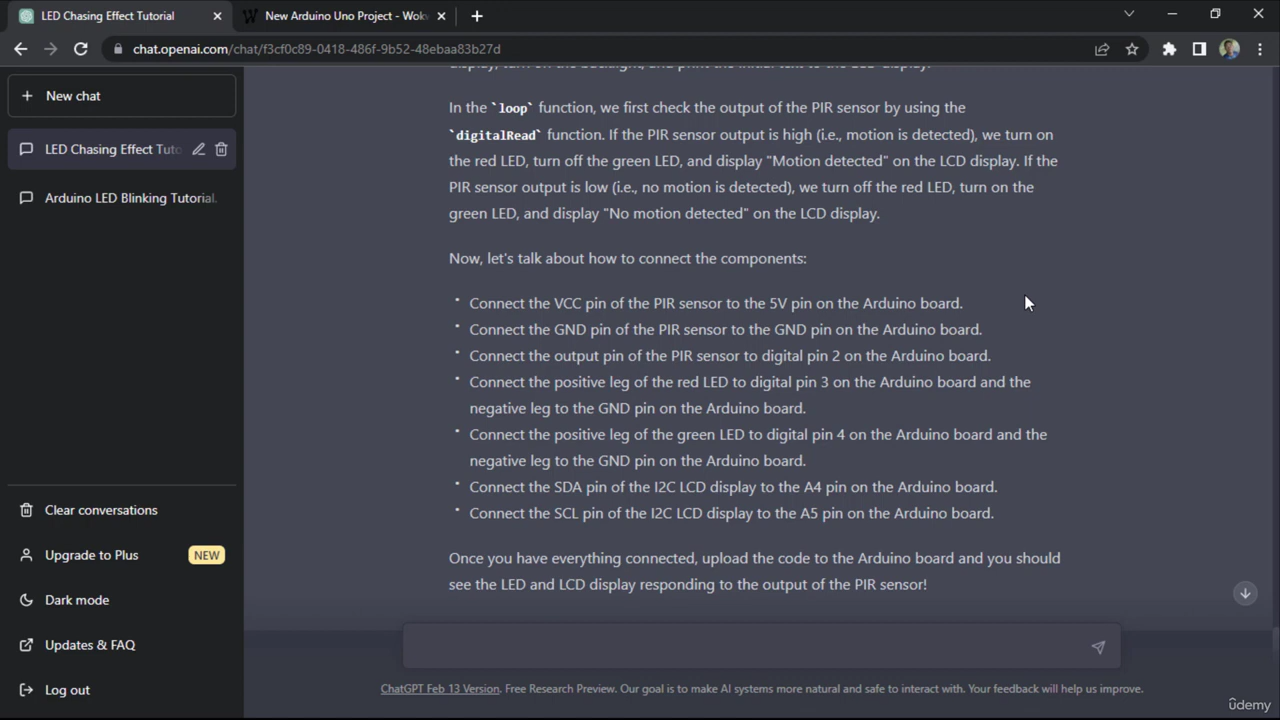 LED Chasing Effect Tutorial
New Arduino Uno Project - Wok
chat.openai.com/chat/f3cf0c89-0418-486f-9b52-48ebaa83b27d
New chat
LED Chasing Effect Tuto
Arduino LED Blinking Tutorial.
Clear conversations
Upgrade to Plus NEW
Dark mode
Updates & FAQ
Log out
display, turn off the backlight, and print the initial text to the LCD display.
In the `loop` function, we first check the output of the PIR sensor by using the
`digitalRead` function. If the PIR sensor output is high (i.e., motion is detected), we turn on
the red LED, turn off the green LED, and display "Motion detected" on the LCD display. If the
PIR sensor output is low (i.e., no motion is detected), we turn off the red LED, turn on the
green LED, and display "No motion detected" on the LCD display.
Now, let's talk about how to connect the components:
• Connect the VCC pin of the PIR sensor to the 5V pin on the Arduino board.
• Connect the GND pin of the PIR sensor to the GND pin on the Arduino board.
• Connect the output pin of the PIR sensor to digital pin 2 on the Arduino board.
• Connect the positive leg of the red LED to digital pin 3 on the Arduino board and the
negative leg to the GND pin on the Arduino board.
• Connect the positive leg of the green LED to digital pin 4 on the Arduino board and the
negative leg to the GND pin on the Arduino board.
• Connect the SDA pin of the I2C LCD display to the A4 pin on the Arduino board.
• Connect the SCL pin of the I2C LCD display to the A5 pin on the Arduino board.
Once you have everything connected, upload the code to the Arduino board and you should
see the LED and LCD display responding to the output of the PIR sensor!
ChatGPT Feb 13 Version. Free Research Preview. Our goal is to make AI systems more natural and safe to interact with. Your feedback will help us improve.
ûdemy